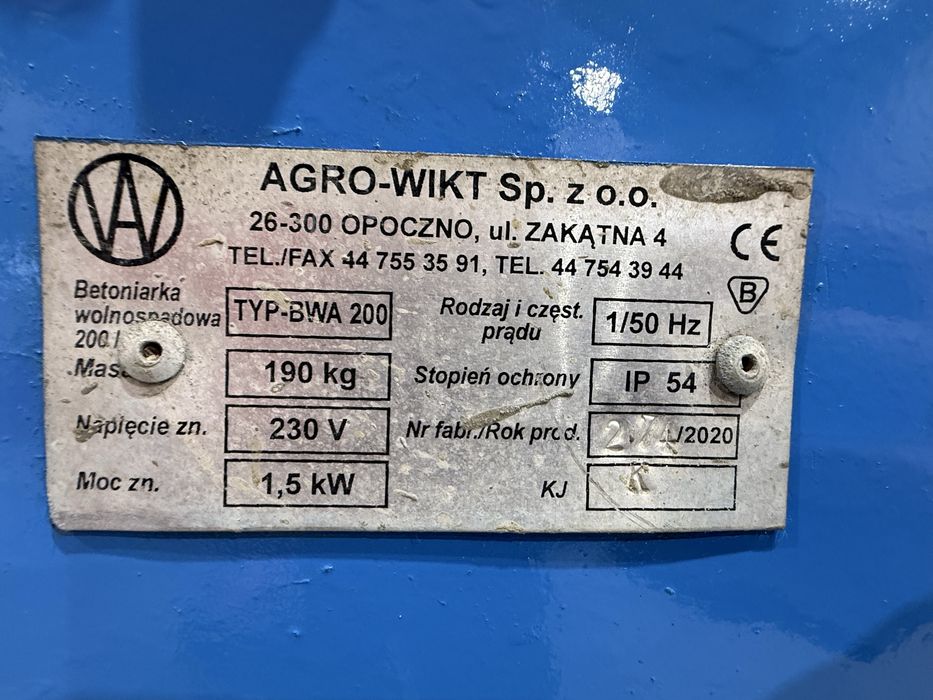 AGRO-WIKT Sp. z o.o.
26-300 OPOCZNO, ul. ZAKĄTNA 4
TEL./FAX 44 755 35 91, TEL. 44 754 39 44
CE
B
Betoniarka wolnospadowa 200 l
TYP-BWA 200
Rodzaj i częst. prądu
1/50 Hz
190 kg
Stopień ochrony
IP 54
Napięcie zn.
230 V
Nr fabr./Rok prod.
/2020
Moc zn.
1,5 kW
KJ
K